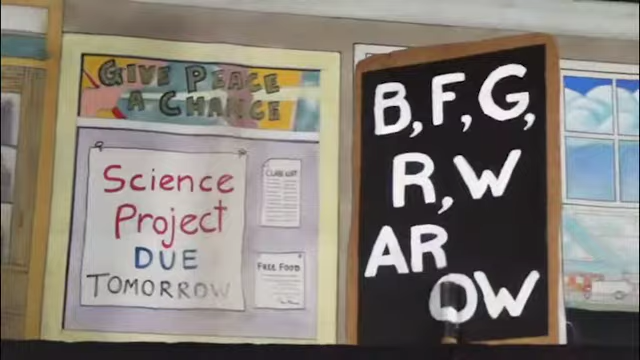 GIVE PEACE
A CHANCE
Science
Project
DUE
TOMORROW
CLASS LIST
FREE FOOD
B, F, G,
R, W
AR
OW